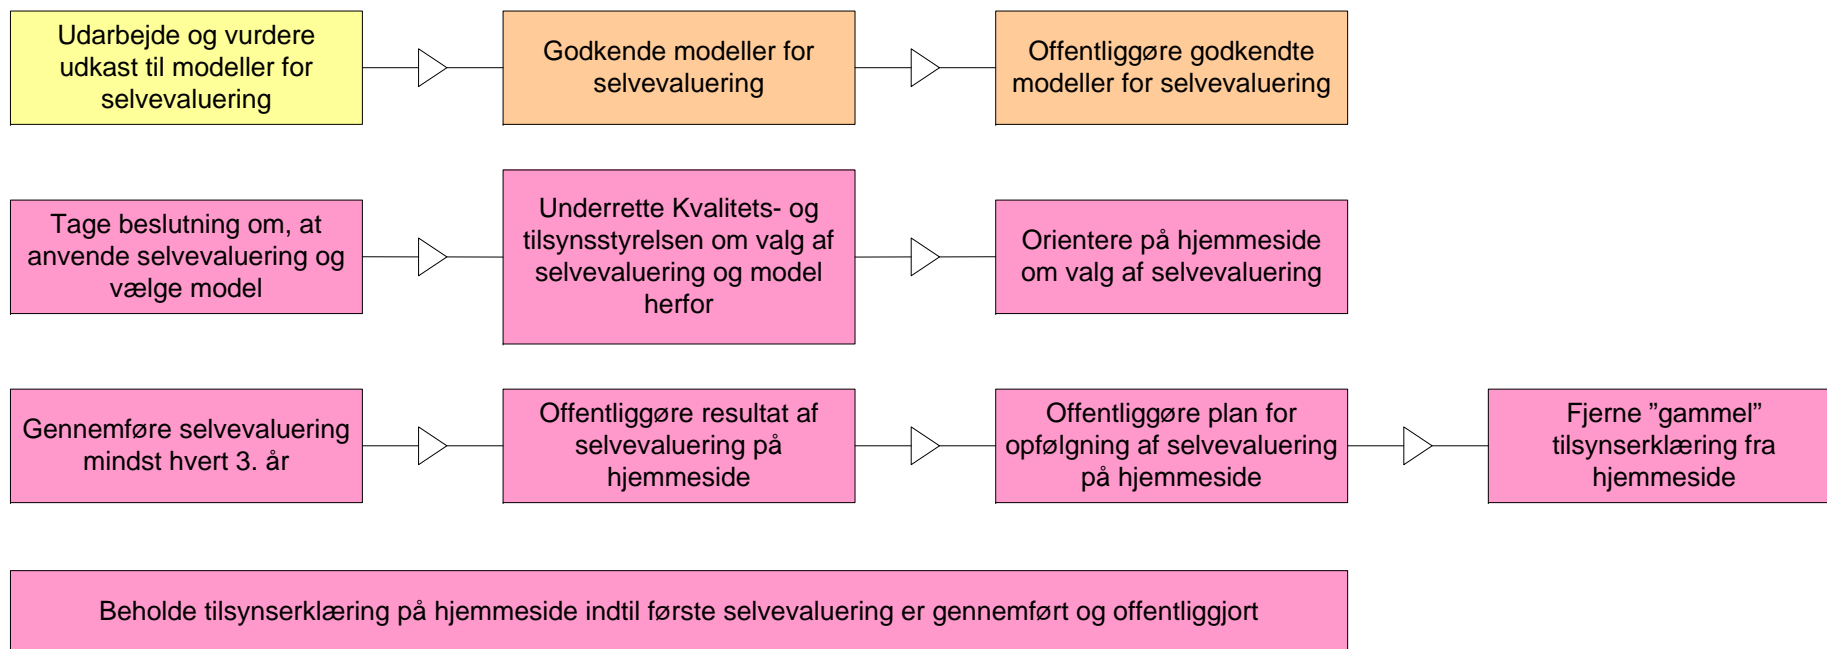 Udarbejde og vurdere
udkast til modeller for
selvevaluering
Godkende modeller for
selvevaluering
Offentliggøre godkendte
modeller for selvevaluering
Tage beslutning om, at
anvende selvevaluering og
vælge model
Underrette Kvalitets- og
tilsynsstyrelsen om valg af
selvevaluering og model
herfor
Orientere på hjemmeside
om valg af selvevaluering
Gennemføre selvevaluering
mindst hvert 3. år
Offentliggøre resultat af
selvevaluering på
hjemmeside
Offentliggøre plan for
opfølgning af selvevaluering
på hjemmeside
Fjerne ”gammel”
tilsynserklæring fra
hjemmeside
Beholde tilsynserklæring på hjemmeside indtil første selvevaluering er gennemført og offentliggjort